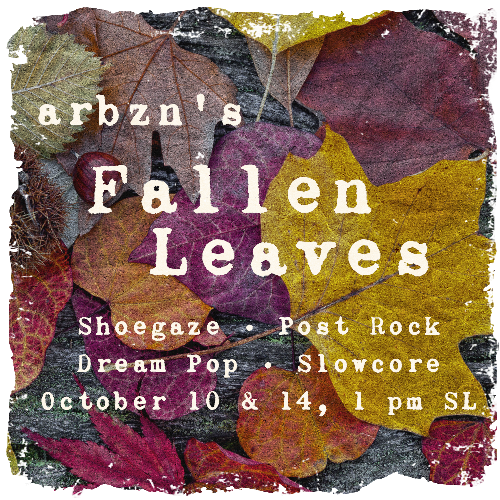 arbzn's
Fallen
Leaves
Shoegaze • Post Rock
Dream Pop • Slowcore
October 10 & 14, 1 pm SL